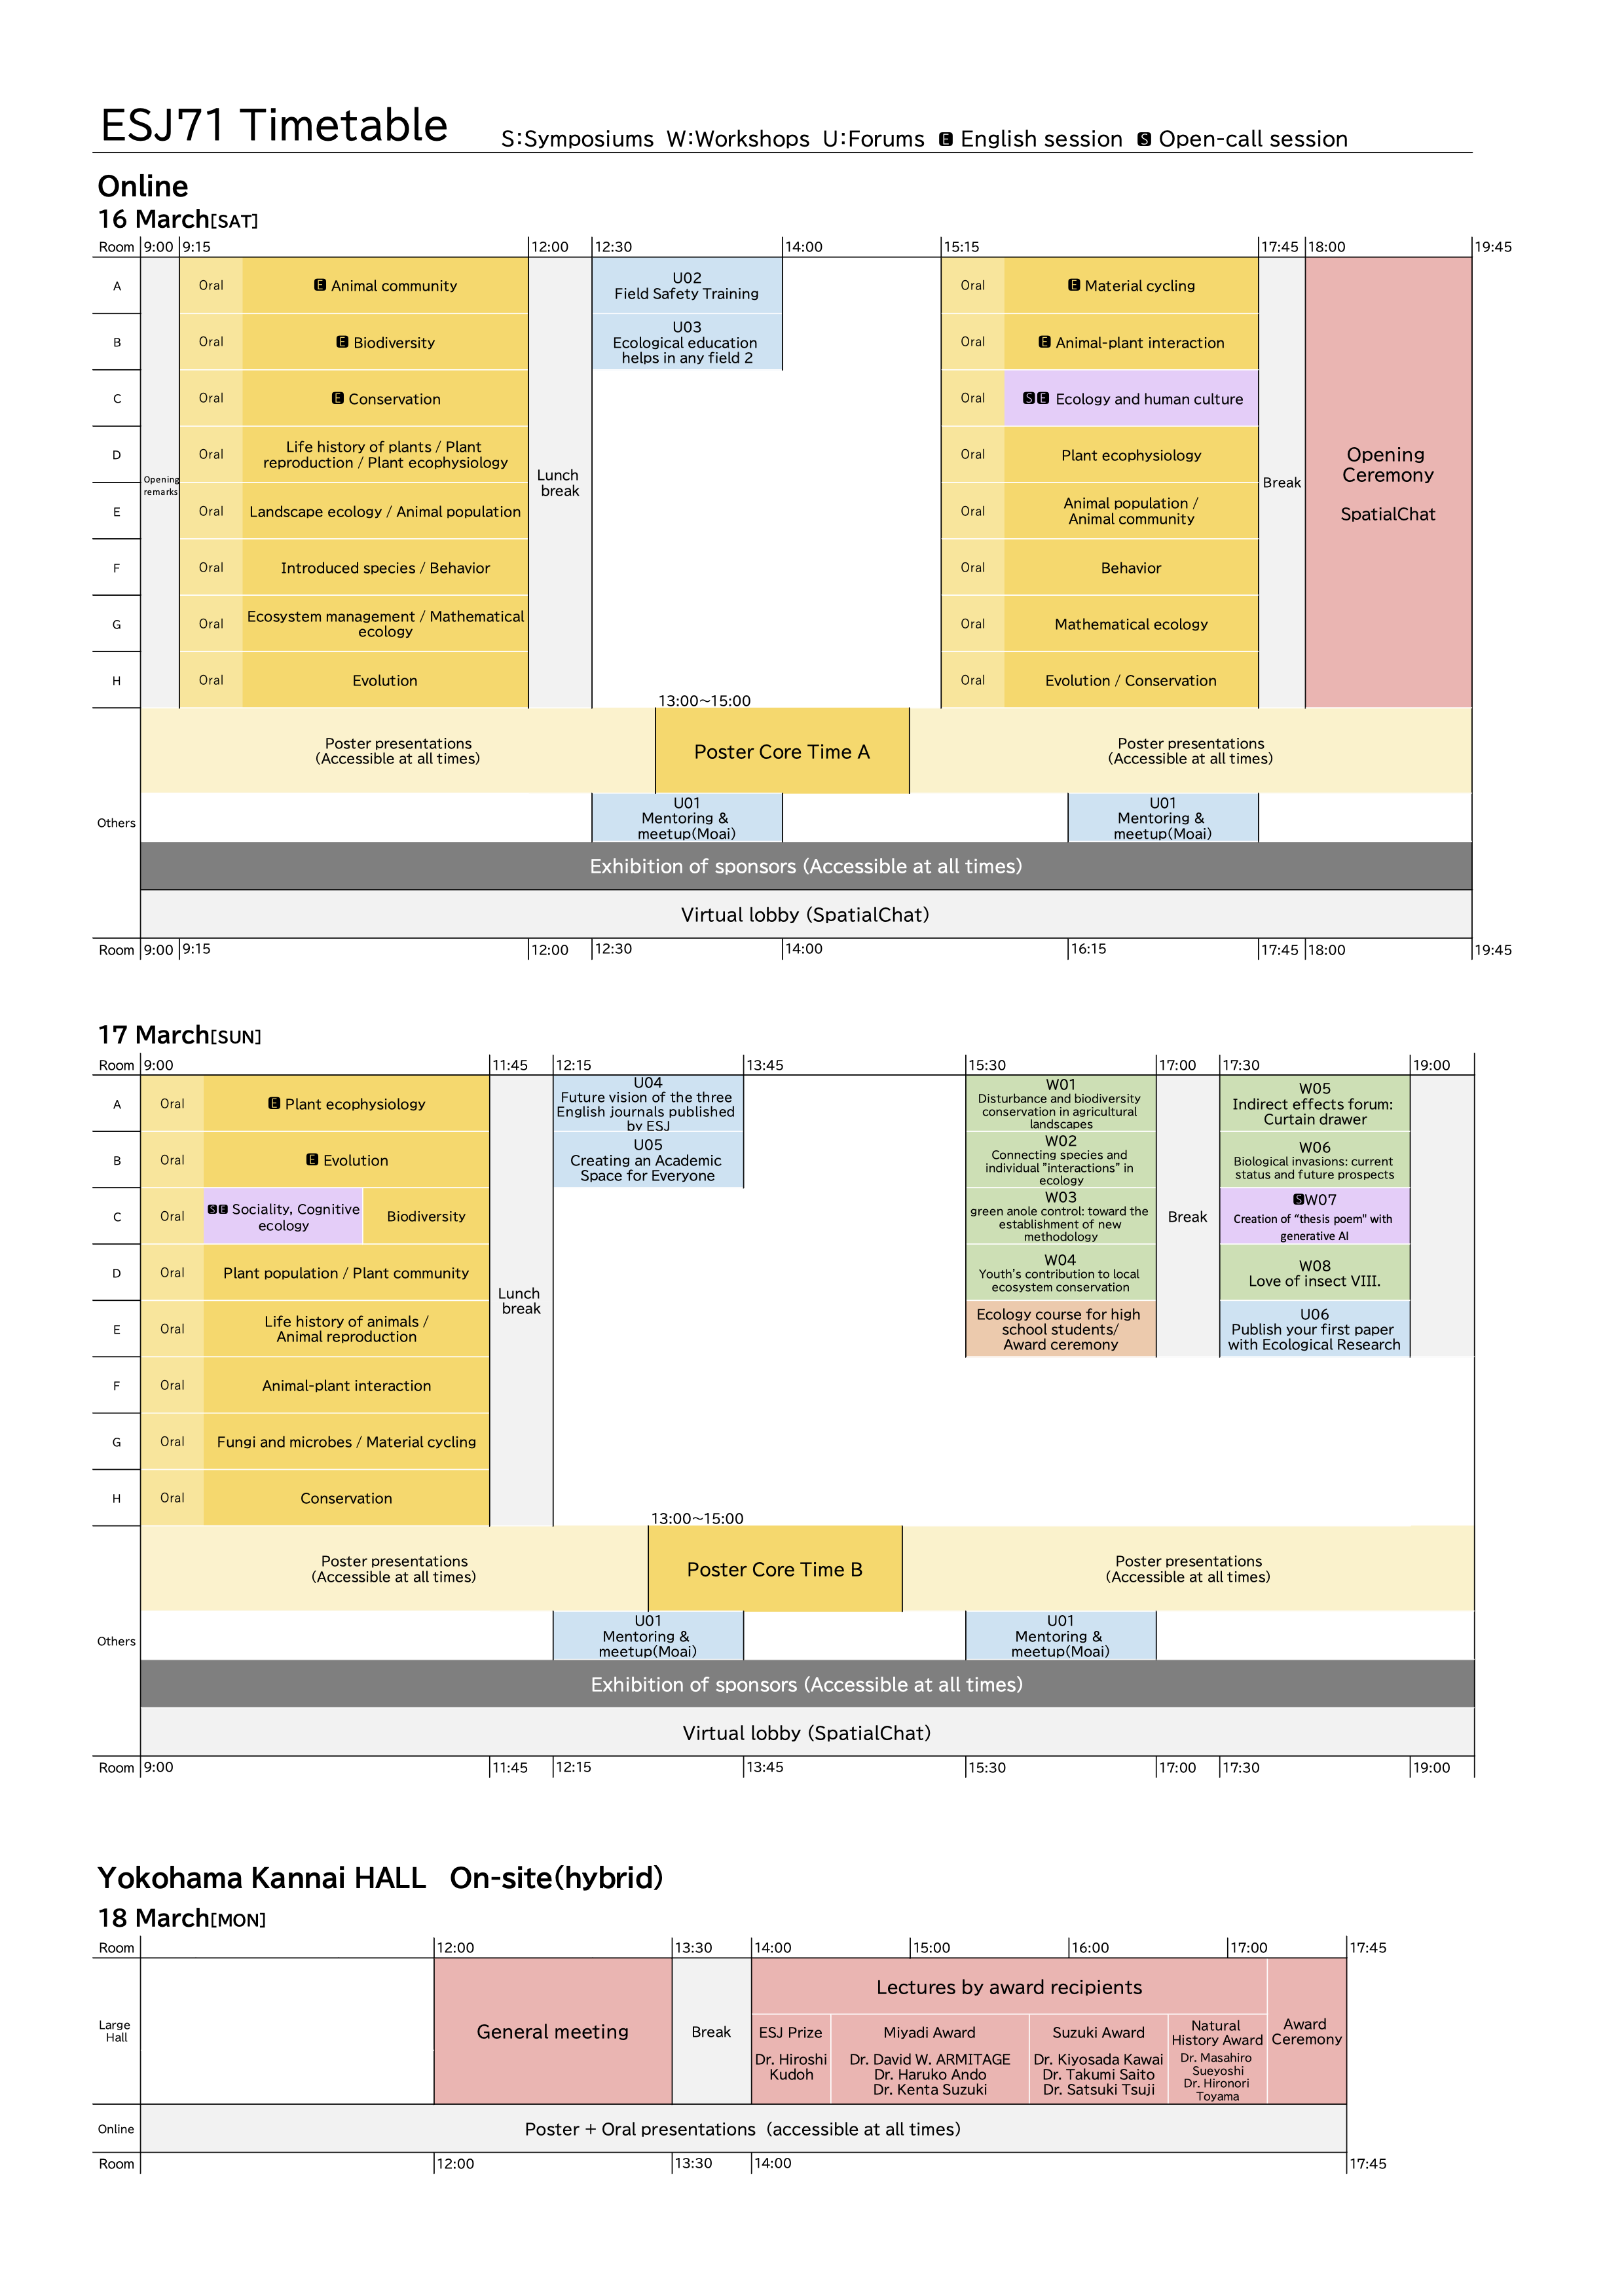 ESJ71 Timetable
S:Symposiums W:Workshops U:Forums E English session S Open-call session
Online
16 March[SAT]
Room 9:00 9:15 12:00 12:30 14:00 15:15 17:45 18:00 19:45
Opening
remarks
Lunch
break
Break
Opening
Ceremony
SpatialChat
A Oral E Animal community
U02
Field Safety Training
Oral E Material cycling
B Oral E Biodiversity
U03
Ecological education
helps in any field 2
Oral E Animal-plant interaction
C Oral E Conservation
Oral S E Ecology and human culture
D Oral
Life history of plants / Plant
reproduction / Plant ecophysiology
Oral Plant ecophysiology
E Oral Landscape ecology / Animal population
Oral
Animal population /
Animal community
F Oral Introduced species / Behavior
Oral Behavior
G Oral
Ecosystem management / Mathematical
ecology
Oral Mathematical ecology
H Oral Evolution
Oral Evolution / Conservation
13:00~15:00
Others
Poster presentations
(Accessible at all times)
Poster Core Time A
Poster presentations
(Accessible at all times)
U01
Mentoring &
meetup(Moai)
U01
Mentoring &
meetup(Moai)
Exhibition of sponsors (Accessible at all times)
Virtual lobby (SpatialChat)
Room 9:00 9:15 12:00 12:30 14:00 16:15 17:45 18:00 19:45
17 March[SUN]
Room 9:00 11:45 12:15 13:45 15:30 17:00 17:30 19:00
Lunch
break
Break
A Oral E Plant ecophysiology
U04
Future vision of the three
English journals published
by ESJ
W01
Disturbance and biodiversity
conservation in agricultural
landscapes
W05
Indirect effects forum:
Curtain drawer
B Oral E Evolution
U05
Creating an Academic
Space for Everyone
W02
Connecting species and
individual "interactions" in
ecology
W06
Biological invasions: current
status and future prospects
C Oral
S E Sociality, Cognitive
ecology
Biodiversity
W03
green anole control: toward the
establishment of new
methodology
S W07
Creation of “thesis poem" with
generative AI
D Oral Plant population / Plant community
W04
Youth's contribution to local
ecosystem conservation
W08
Love of insect VIII.
E Oral
Life history of animals /
Animal reproduction
Ecology course for high
school students/
Award ceremony
U06
Publish your first paper
with Ecological Research
F Oral Animal-plant interaction
G Oral Fungi and microbes / Material cycling
H Oral Conservation
13:00~15:00
Others
Poster presentations
(Accessible at all times)
Poster Core Time B
Poster presentations
(Accessible at all times)
U01
Mentoring &
meetup(Moai)
U01
Mentoring &
meetup(Moai)
Exhibition of sponsors (Accessible at all times)
Virtual lobby (SpatialChat)
Room 9:00 11:45 12:15 13:45 15:30 17:00 17:30 19:00
Yokohama Kannai HALL On-site(hybrid)
18 March[MON]
Room 12:00 13:30 14:00 15:00 16:00 17:00 17:45
Large
Hall
General meeting
Break
Lectures by award recipients
ESJ Prize
Dr. Hiroshi
Kudoh
Miyadi Award
Dr. David W. ARMITAGE
Dr. Haruko Ando
Dr. Kenta Suzuki
Suzuki Award
Dr. Kiyosada Kawai
Dr. Takumi Saito
Dr. Satsuki Tsuji
Natural
History Award
Dr. Masahiro
Sueyoshi
Dr. Hironori
Toyama
Award
Ceremony
Online Poster + Oral presentations (accessible at all times)
Room 12:00 13:30 14:00 17:45